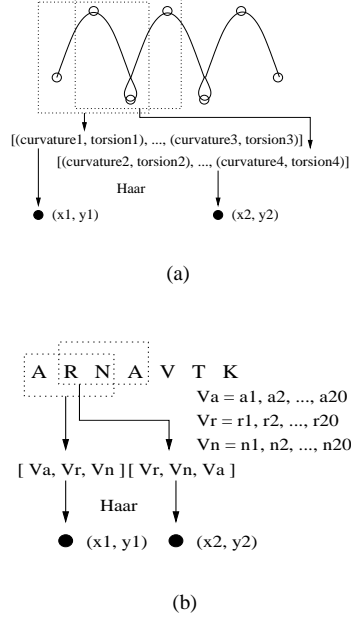 [(curvature1, torsion1), ..., (curvature3, torsion3)]
[(curvature2, torsion2), ..., (curvature4, torsion4)]
Haar
(x1, y1) (x2, y2)
(a)
A R N A V T K
Va = a1, a2, ..., a20
Vr = r1, r2, ..., r20
Vn = n1, n2, ..., n20
[ Va, Vr, Vn ] [ Vr, Vn, Va ]
Haar
(x1, y1) (x2, y2)
(b)